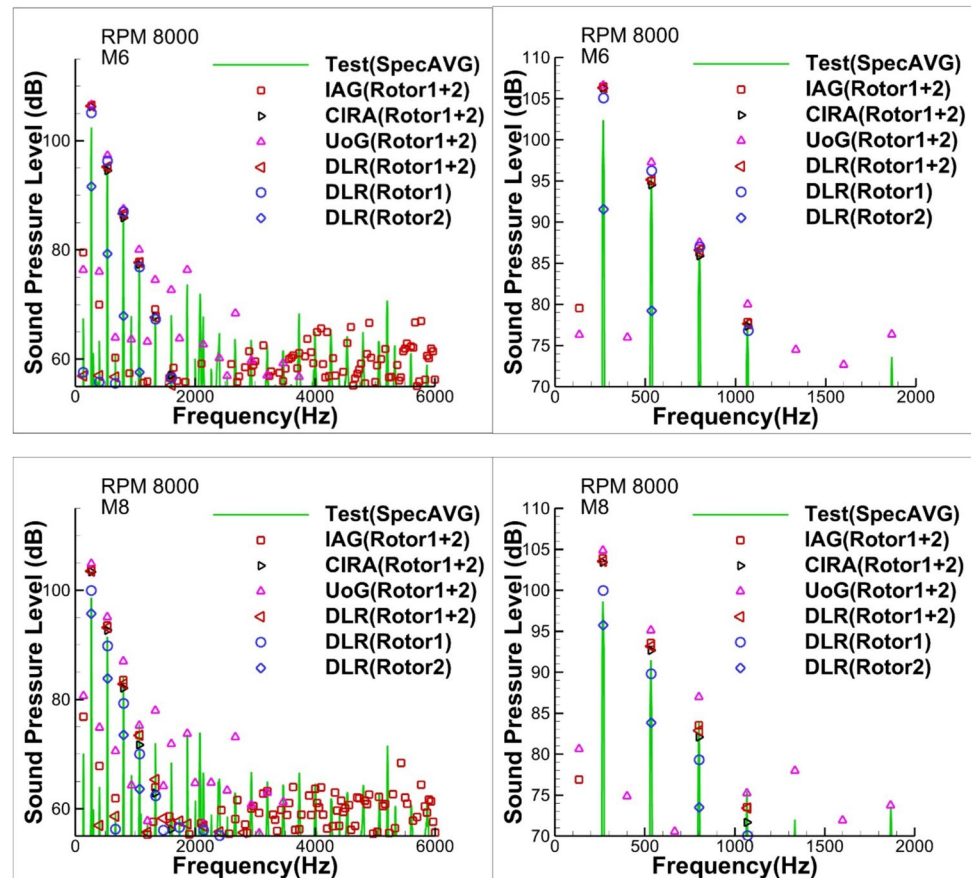 RPM 8000
M6
Test(SpecAVG)
IAG(Rotor1+2)
CIRA(Rotor1+2)
UoG(Rotor1+2)
DLR(Rotor1+2)
DLR(Rotor1)
DLR(Rotor2)
Sound Pressure Level (dB)
100
80
60
0 2000 4000 6000
Frequency(Hz)
RPM 8000
M6
Test(SpecAVG)
IAG(Rotor1+2)
CIRA(Rotor1+2)
UoG(Rotor1+2)
DLR(Rotor1+2)
DLR(Rotor1)
DLR(Rotor2)
Sound Pressure Level (dB)
110
105
100
95
90
85
80
75
70
0 500 1000 1500 2000
Frequency(Hz)
RPM 8000
M8
Test(SpecAVG)
IAG(Rotor1+2)
CIRA(Rotor1+2)
UoG(Rotor1+2)
DLR(Rotor1+2)
DLR(Rotor1)
DLR(Rotor2)
Sound Pressure Level (dB)
100
80
60
0 2000 4000 6000
Frequency(Hz)
RPM 8000
M8
Test(SpecAVG)
IAG(Rotor1+2)
CIRA(Rotor1+2)
UoG(Rotor1+2)
DLR(Rotor1+2)
DLR(Rotor1)
DLR(Rotor2)
Sound Pressure Level (dB)
110
105
100
95
90
85
80
75
70
0 500 1000 1500 2000
Frequency(Hz)